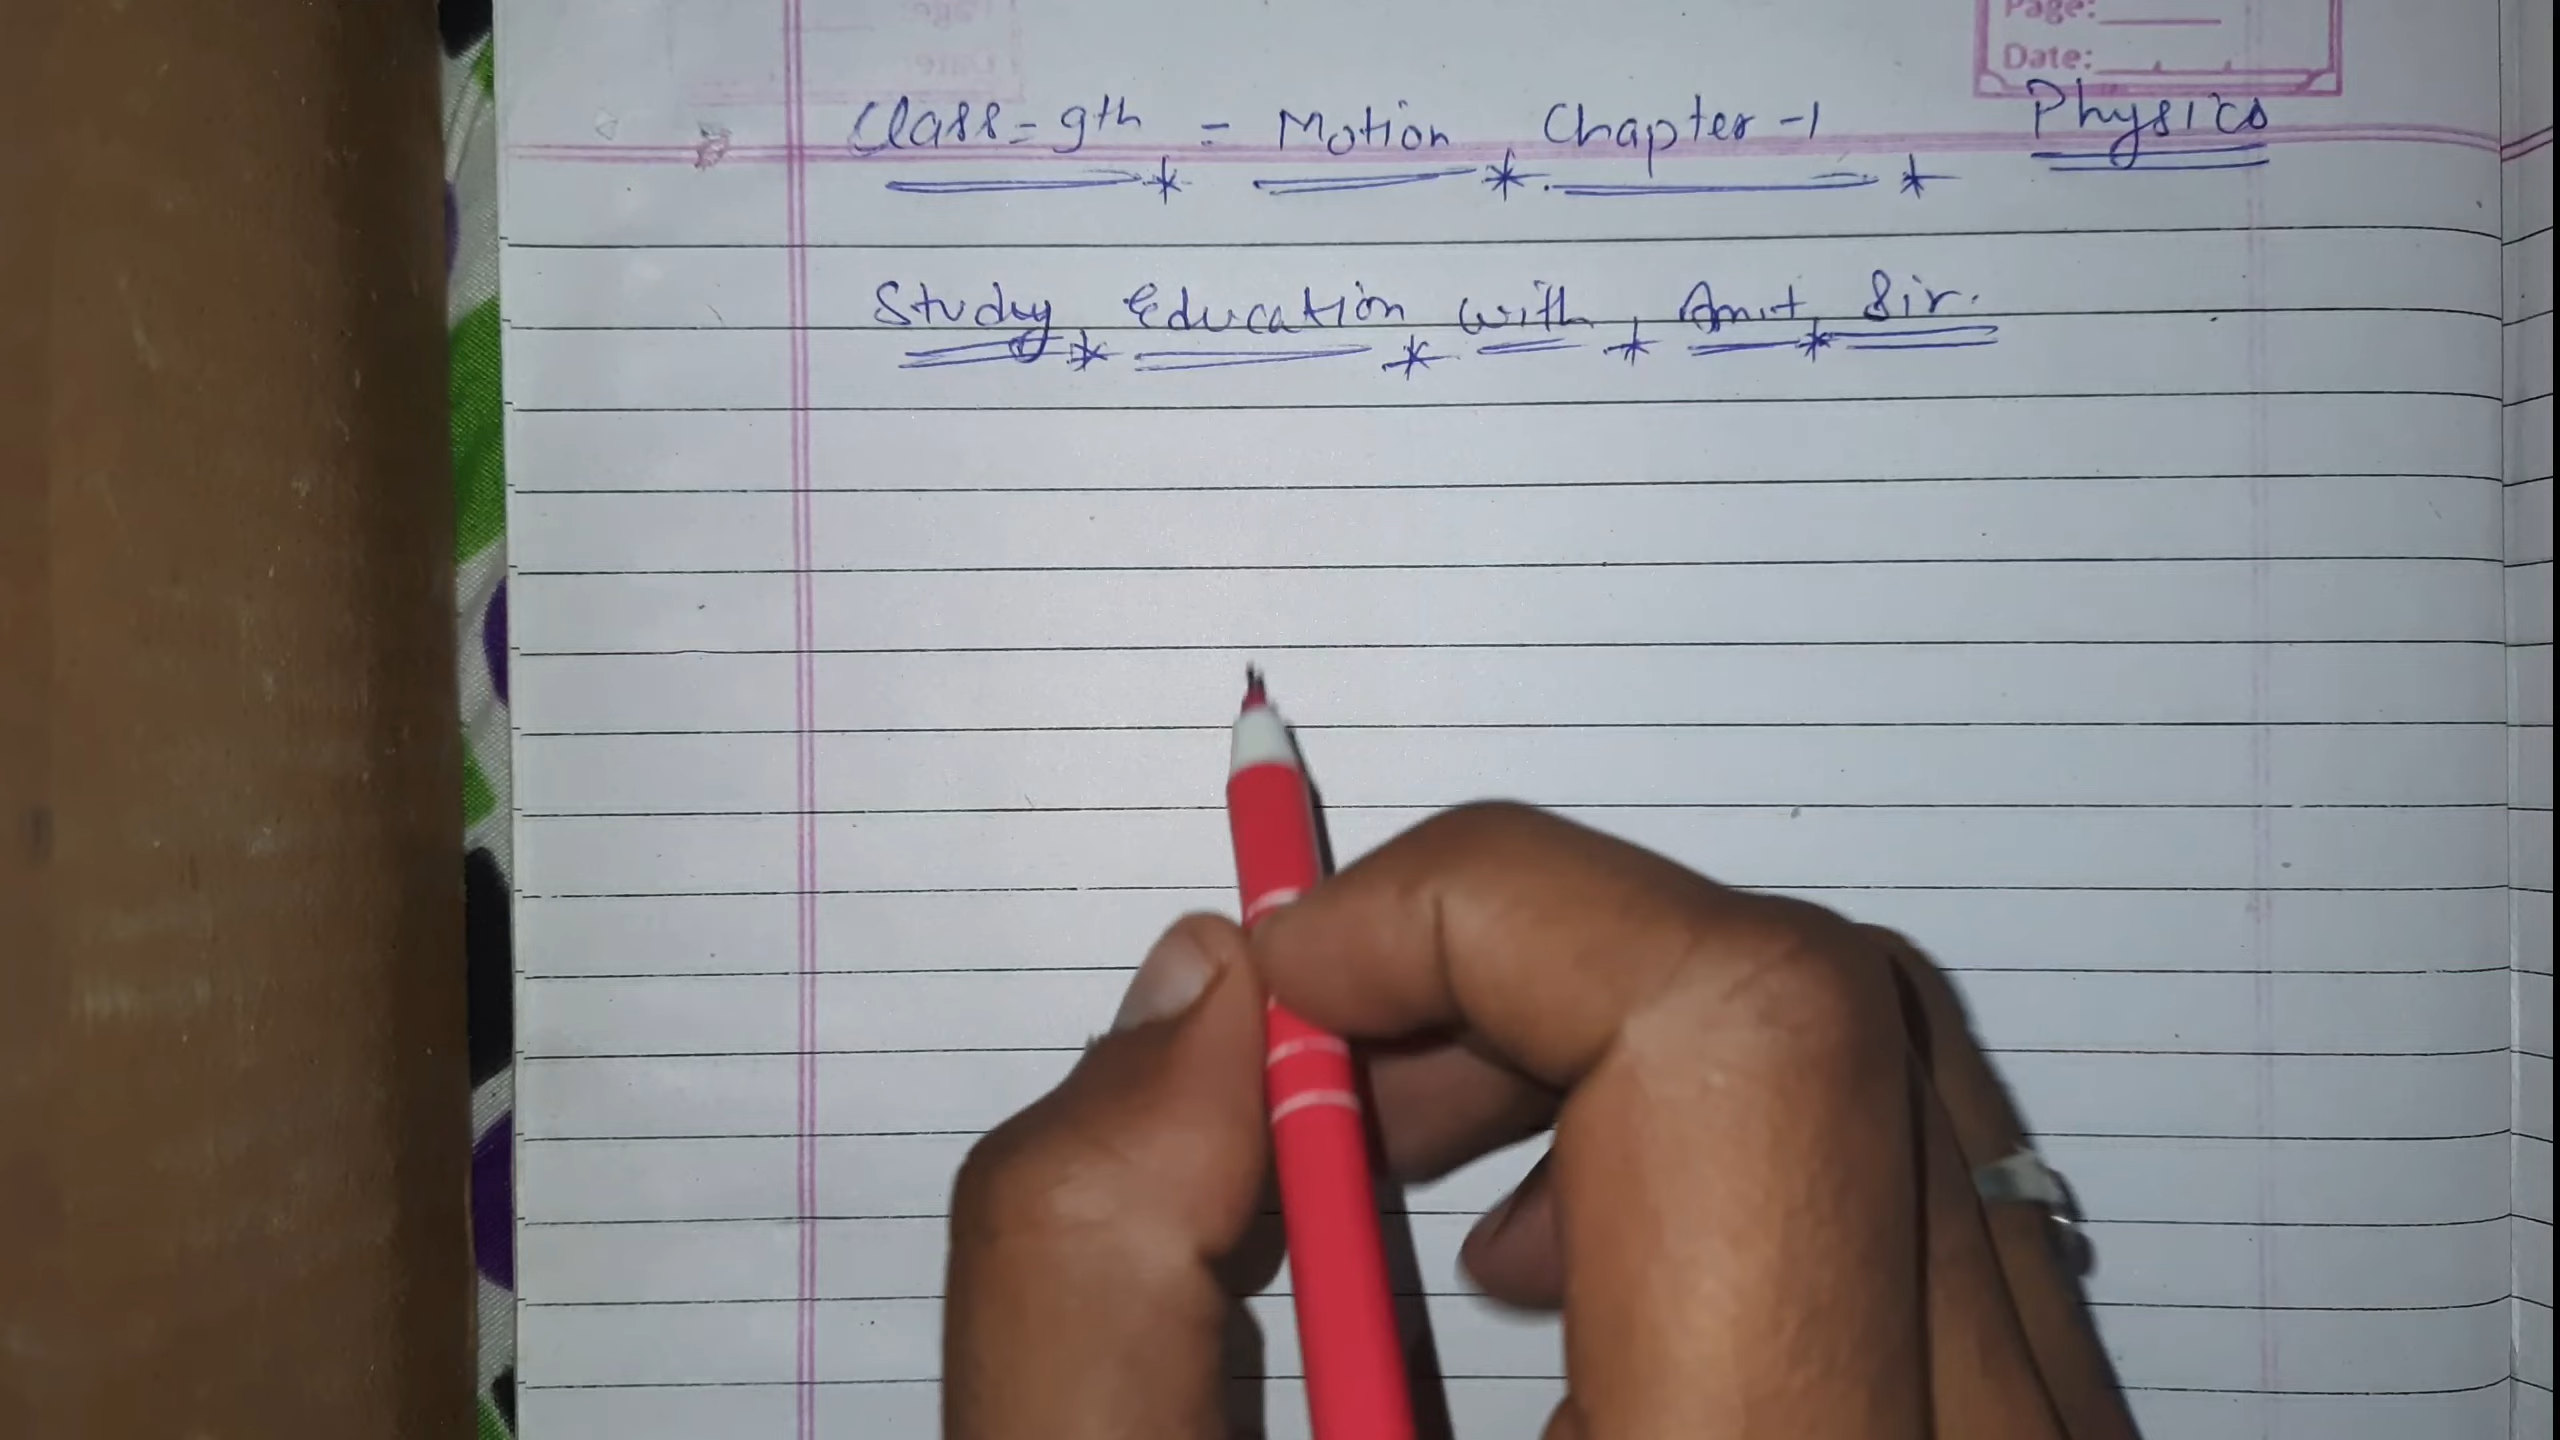 Page:
Date:
Class = 9th = Motion Chapter -1 Physics
Study Education with Amit Sir.